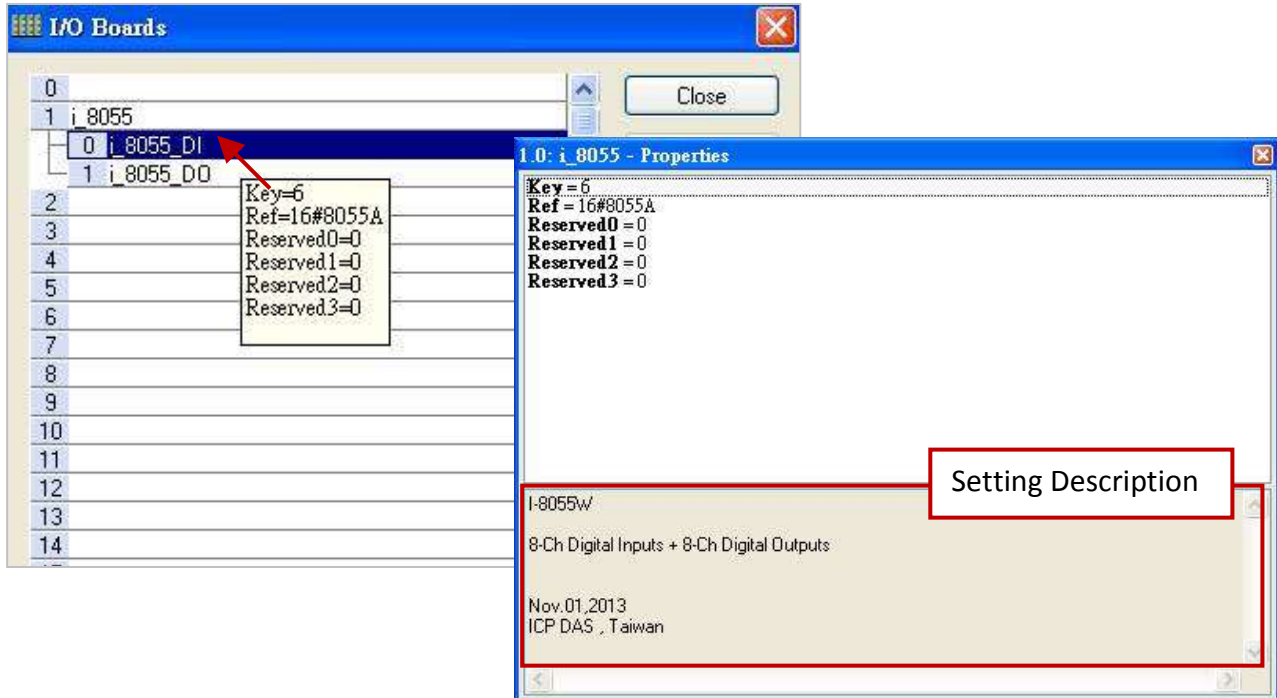 I/O Boards
Close
0
1 i_8055
0 i_8055_DI
1 i_8055_DO
2
3
4
5
6
7
8
9
10
11
12
13
14
Key=6
Ref=16#8055A
Reserved0=0
Reserved1=0
Reserved2=0
Reserved3=0
1.0: i_8055 - Properties
Key = 6
Ref = 16#8055A
Reserved0 = 0
Reserved1 = 0
Reserved2 = 0
Reserved3 = 0
Setting Description
I-8055W
8-Ch Digital Inputs + 8-Ch Digital Outputs
Nov.01,2013
ICP DAS , Taiwan